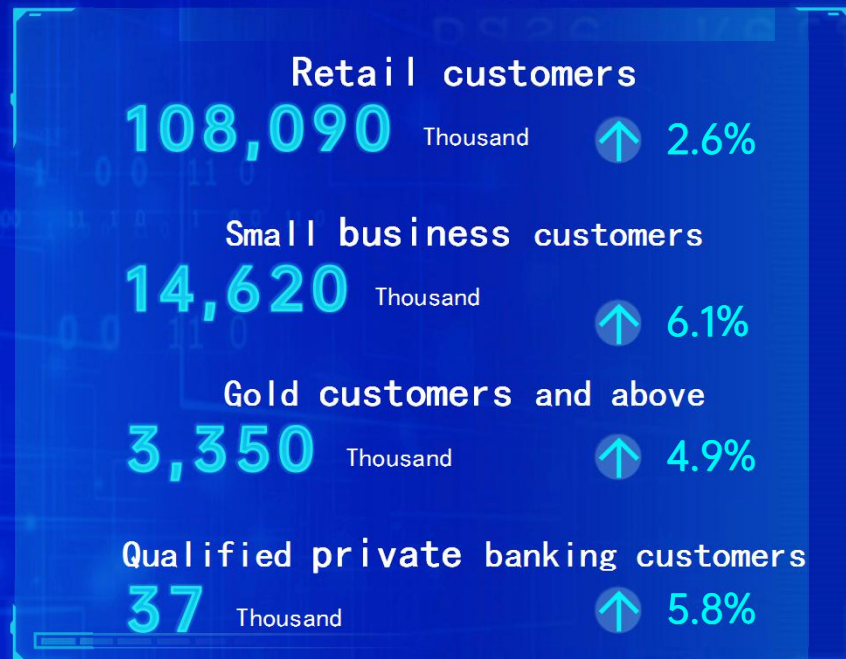 Retail customers
108,090 Thousand 2.6%
Small business customers
14,620 Thousand 6.1%
Gold customers and above
3,350 Thousand 4.9%
Qualified private banking customers
37 Thousand 5.8%